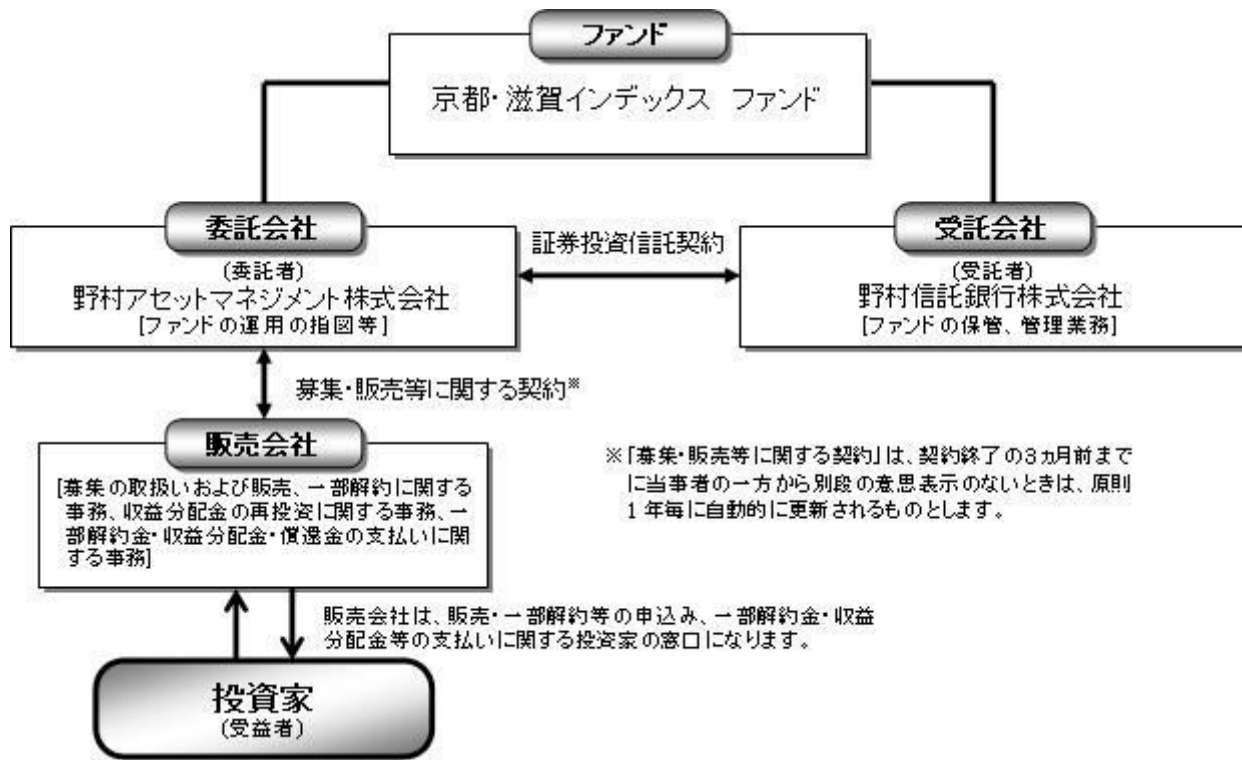 ファンド
京都・滋賀インデックス ファンド
委託会社
(委託者)
野村アセットマネジメント株式会社
[ファンドの運用の指図等]
証券投資信託契約
受託会社
(受託者)
野村信託銀行株式会社
[ファンドの保管、管理業務]
募集・販売等に関する契約※
販売会社
[募集の取扱いおよび販売、一部解約に関する
事務、収益分配金の再投資に関する事務、一
部解約金・収益分配金・償還金の支払いに関
する事務]
※「募集・販売等に関する契約」は、契約終了の3ヵ月前まで
に当事者の一方から別段の意思表示のないときは、原則
1年毎に自動的に更新されるものとします。
販売会社は、販売・一部解約等の申込み、一部解約金・収益
分配金等の支払いに関する投資家の窓口になります。
投資家
(受益者)